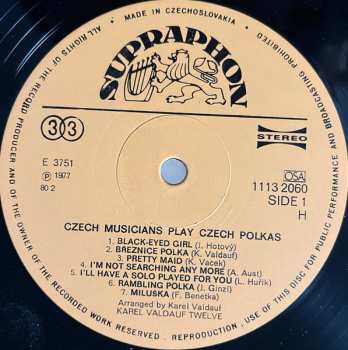 MADE IN CZECHOSLOVAKIA
ALL RIGHTS OF THE RECORD PRODUCER AND OF THE OWNER OF THE RECORDED WORK RESERVED . REPRODUCTION . USE OF THIS DISC FOR PUBLIC PERFORMANCE AND BROADCASTING PROHIBITED
SUPRAPHON
33
STEREO
E 3751
Ⓟ 1977
80 2
OSA
1113 2060
SIDE 1
H
CZECH MUSICIANS PLAY CZECH POLKAS
1. BLACK-EYED GIRL (J. Hotový)
2. BŘEZNICE POLKA (K. Valdauf)
3. PRETTY MAID (K. Vacek)
4. I'M NOT SEARCHING ANY MORE (A. Aust)
5. I'LL HAVE A SOLO PLAYED FOR YOU (L. Huřík)
6. RAMBLING POLKA (J. Ginzl)
7. MILUSKA (F. Benetka)
Arranged by Karel Valdauf
KAREL VALDAUF TWELVE